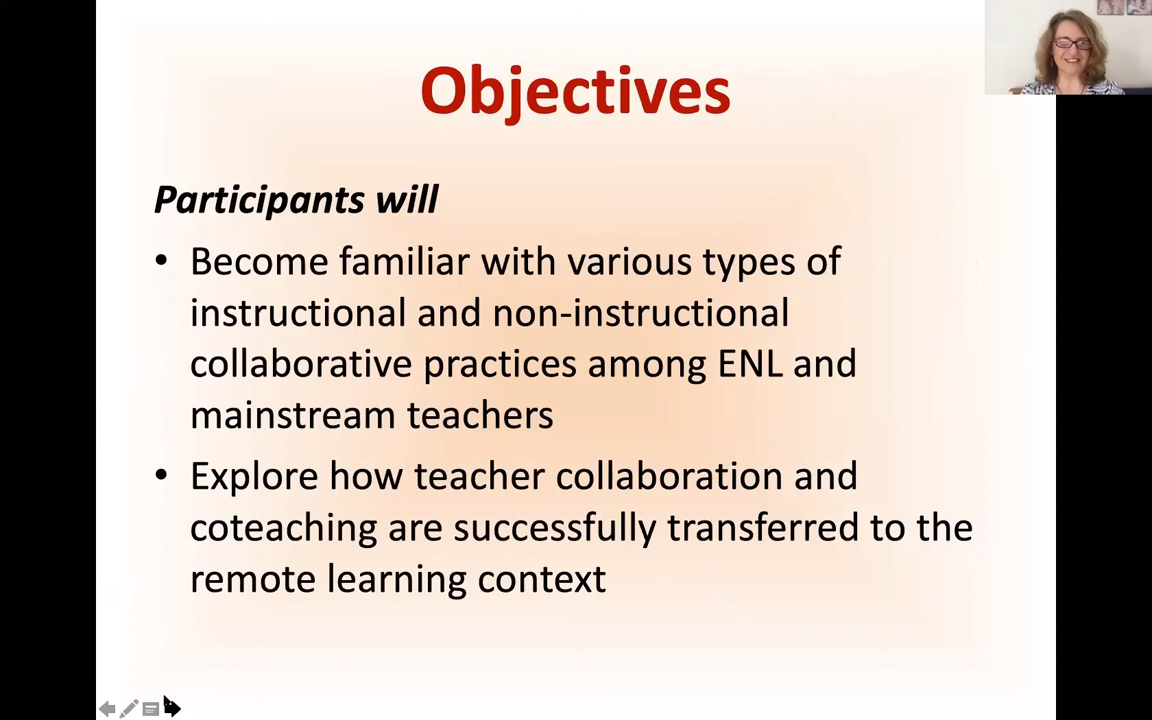 Objectives
Participants will
• Become familiar with various types of
instructional and non-instructional
collaborative practices among ENL and
mainstream teachers
• Explore how teacher collaboration and
coteaching are successfully transferred to the
remote learning context